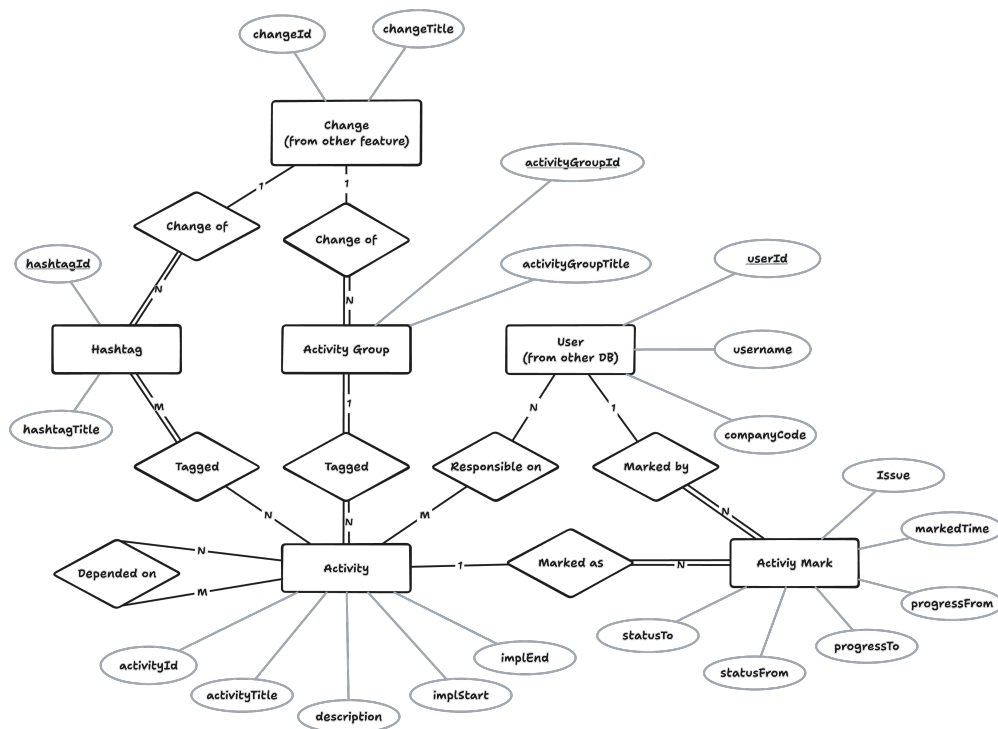 changeId
changeTitle
Change
(from other feature)
activityGroupId
1
1
Change of
Change of
hashtagId
activityGroupTitle
userId
N
N
Hashtag
Activity Group
User
(from other DB)
username
hashtagTitle
M
1
N
1
companyCode
Tagged
Tagged
Responsible on
Marked by
Issue
N
N
M
N
markedTime
Depended on
N
M
Activity
1
Marked as
N
Activiy Mark
progressFrom
statusTo
progressTo
statusFrom
activityId
activityTitle
description
implStart
implEnd